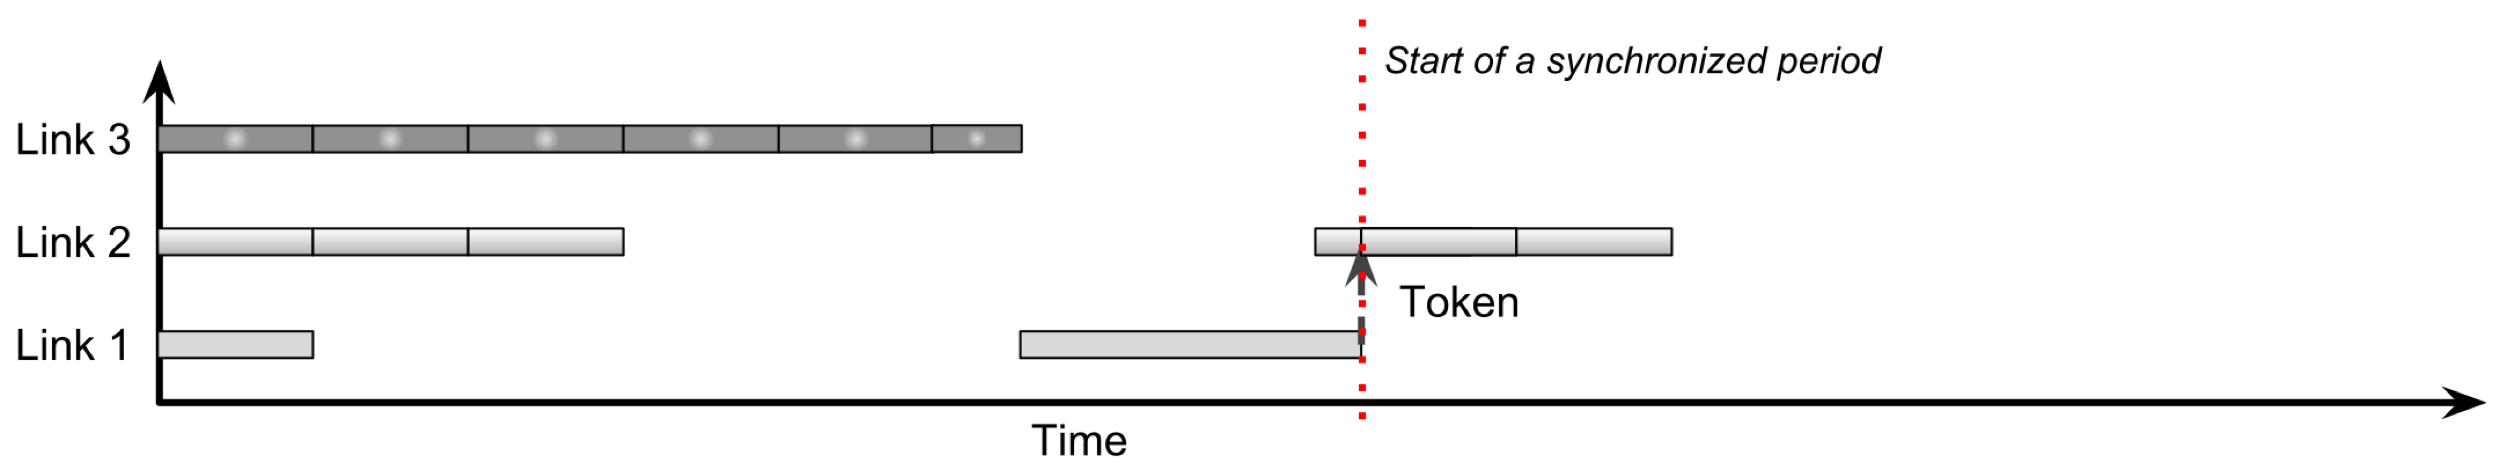 Start of a synchronized period
Link 3
Link 2
Token
Link 1
Time